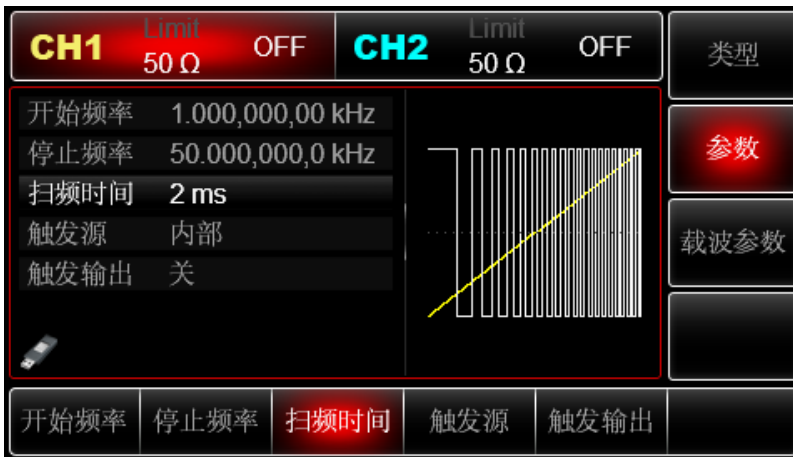 CH1 Limit 50 Ω OFF CH2 Limit 50 Ω OFF
类型
开始频率 1.000,000,00 kHz
停止频率 50.000,000,0 kHz
扫频时间 2 ms
触发源 内部
触发输出 关
参数
载波参数
开始频率 停止频率 扫频时间 触发源 触发输出